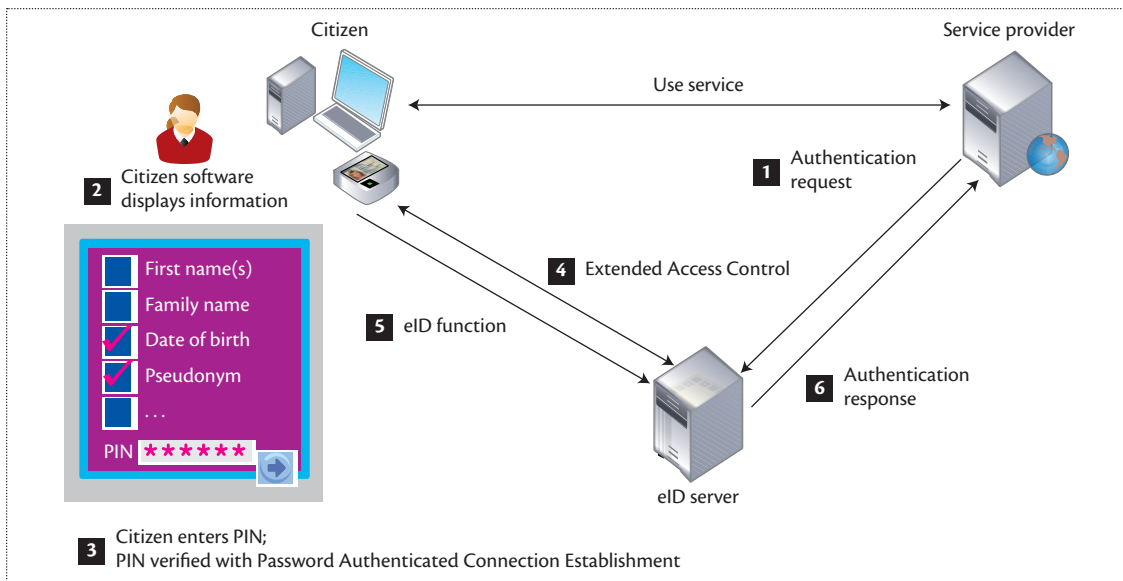 Citizen
Service provider
Use service
1 Authentication
request
2 Citizen software
displays information
First name(s)
Family name
Date of birth
Pseudonym
...
PIN ******
4 Extended Access Control
5 eID function
6 Authentication
response
eID server
3 Citizen enters PIN;
PIN verified with Password Authenticated Connection Establishment